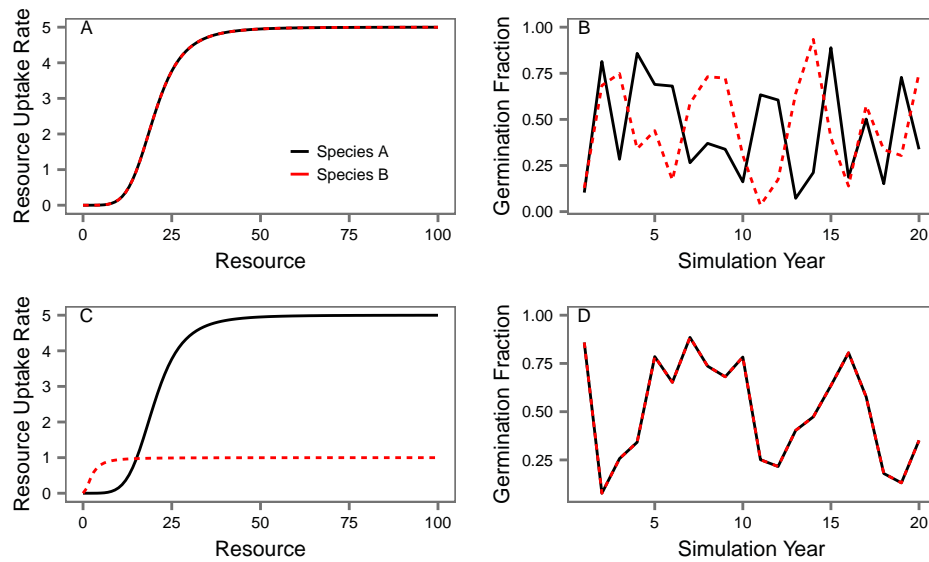 A
Resource Uptake Rate
5
4
3
2
1
0
Species A
Species B
0 25 50 75 100
Resource
B
Germination Fraction
1.00
0.75
0.50
0.25
0.00
5 10 15 20
Simulation Year
C
Resource Uptake Rate
5
4
3
2
1
0
0 25 50 75 100
Resource
D
Germination Fraction
1.00
0.75
0.50
0.25
5 10 15 20
Simulation Year